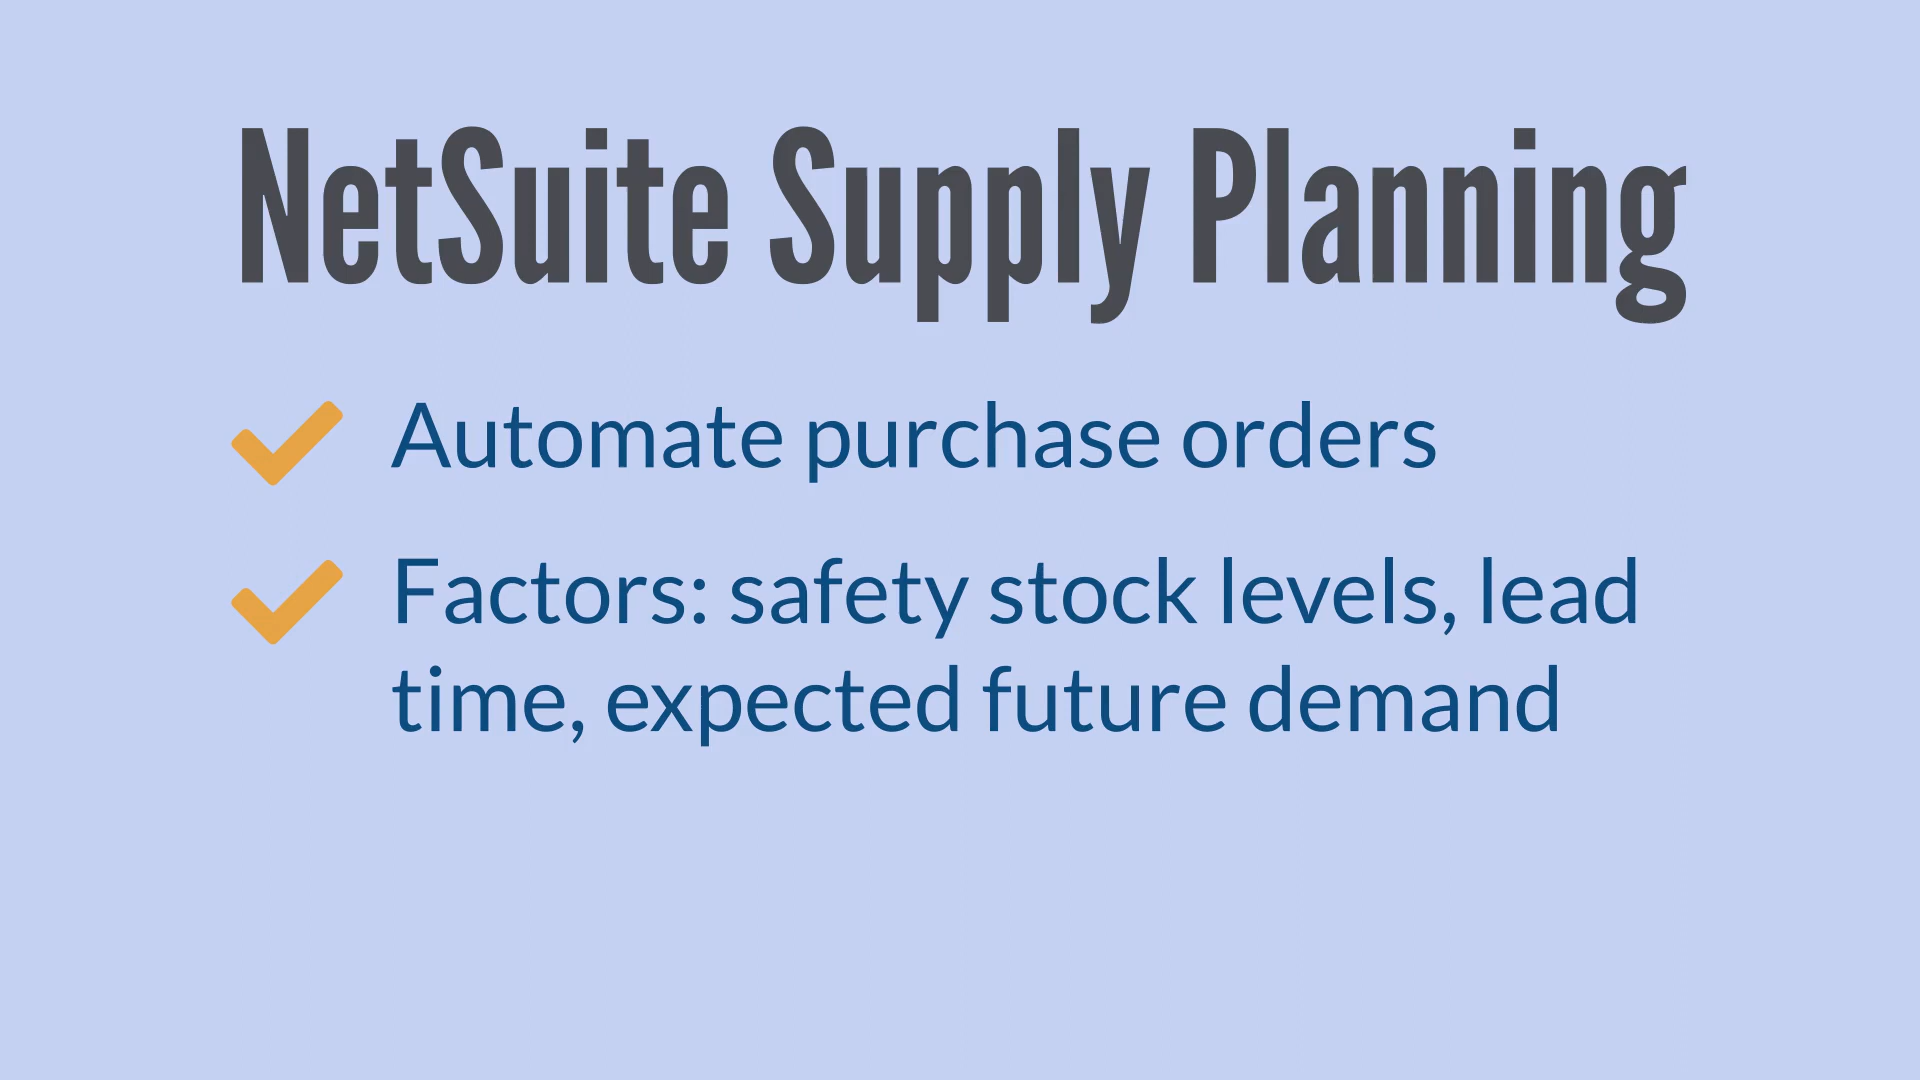 NetSuite Supply Planning
Automate purchase orders
Factors: safety stock levels, lead
time, expected future demand